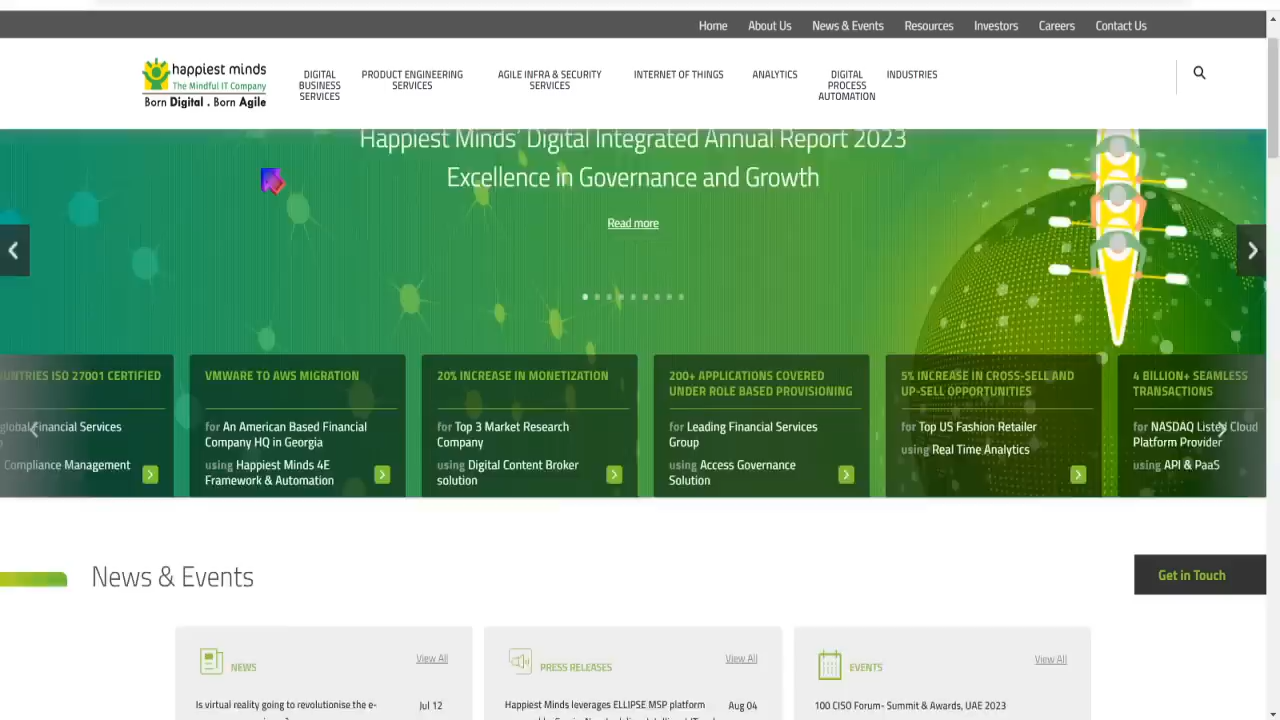 Home About Us News & Events Resources Investors Careers Contact Us
happiest minds
The Mindful IT Company
Born Digital . Born Agile
DIGITAL
BUSINESS
SERVICES
PRODUCT ENGINEERING
SERVICES
AGILE INFRA & SECURITY
SERVICES
INTERNET OF THINGS
ANALYTICS
DIGITAL
PROCESS
AUTOMATION
INDUSTRIES
Happiest Minds' Digital Integrated Annual Report 2023
Excellence in Governance and Growth
Read more
UNTRIES ISO 27001 CERTIFIED
global Financial Services
Compliance Management
VMWARE TO AWS MIGRATION
for An American Based Financial
Company HQ in Georgia
using Happiest Minds 4E
Framework & Automation
20% INCREASE IN MONETIZATION
for Top 3 Market Research
Company
using Digital Content Broker
solution
200+ APPLICATIONS COVERED
UNDER ROLE BASED PROVISIONING
for Leading Financial Services
Group
using Access Governance
Solution
5% INCREASE IN CROSS-SELL AND
UP-SELL OPPORTUNITIES
for Top US Fashion Retailer
using Real Time Analytics
4 BILLION+ SEAMLESS
TRANSACTIONS
for NASDAQ Listed Cloud
Platform Provider
using API & PaaS
News & Events
Get in Touch
NEWS View All
Is virtual reality going to revolutionise the e- Jul 12
PRESS RELEASES View All
Happiest Minds leverages ELLIPSE MSP platform Aug 04
EVENTS View All
100 CISO Forum- Summit & Awards, UAE 2023